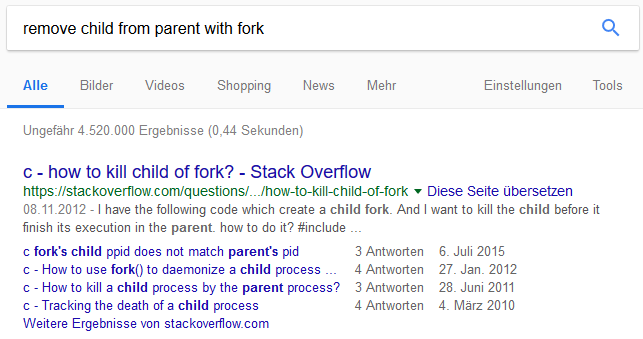 remove child from parent with fork
Alle Bilder Videos Shopping News Mehr Einstellungen Tools
Ungefähr 4.520.000 Ergebnisse (0,44 Sekunden)
c - how to kill child of fork? - Stack Overflow
https://stackoverflow.com/questions/.../how-to-kill-child-of-fork Diese Seite übersetzen
08.11.2012 - I have the following code which create a child fork. And I want to kill the child before it
finish its execution in the parent. how to do it? #include ...
c fork's child ppid does not match parent's pid 3 Antworten 6. Juli 2015
c - How to use fork() to daemonize a child process ... 4 Antworten 27. Jan. 2012
c - How to kill a child process by the parent process? 3 Antworten 28. Juni 2011
c - Tracking the death of a child process 4 Antworten 4. März 2010
Weitere Ergebnisse von stackoverflow.com